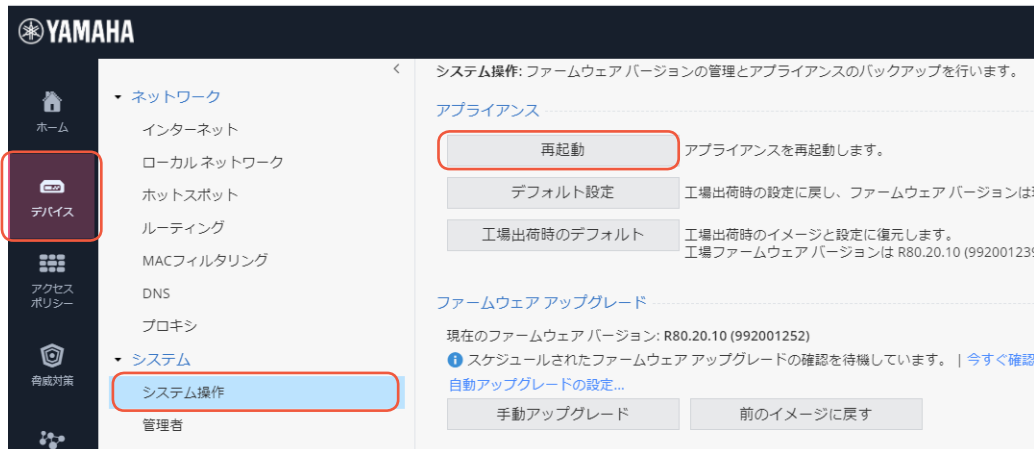 YAMAHA
ホーム
デバイス
アクセス
ポリシー
脅威対策
ネットワーク
インターネット
ローカル ネットワーク
ホットスポット
ルーティング
MACフィルタリング
DNS
プロキシ
システム
システム操作
管理者
システム操作: ファームウェア バージョンの管理とアプライアンスのバックアップを行います。
アプライアンス
再起動 アプライアンスを再起動します。
デフォルト設定 工場出荷時の設定に戻し、ファームウェア バージョンは
工場出荷時のデフォルト 工場出荷時のイメージと設定に復元します。
工場ファームウェア バージョンは R80.20.10 (992001239
ファームウェア アップグレード
現在のファームウェア バージョン: R80.20.10 (992001252)
スケジュールされたファームウェア アップグレードの確認を待機しています。 | 今すぐ確認
自動アップグレードの設定...
手動アップグレード 前のイメージに戻す